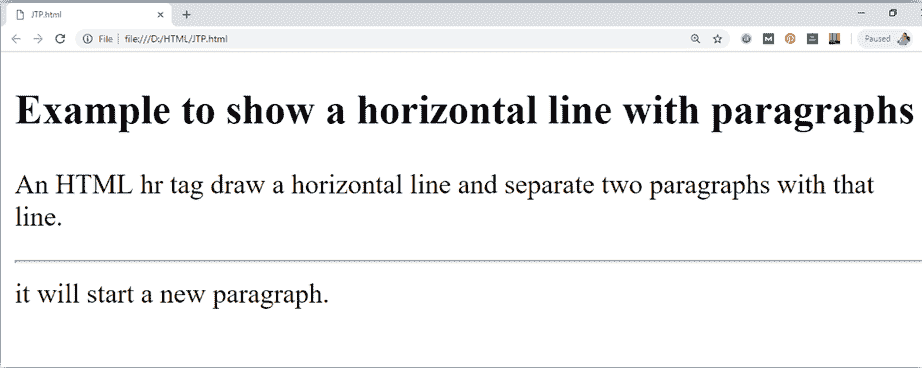 JTP.html
File file:///D:/HTML/JTP.html Paused
Example to show a horizontal line with paragraphs
An HTML hr tag draw a horizontal line and separate two paragraphs with that
line.
it will start a new paragraph.